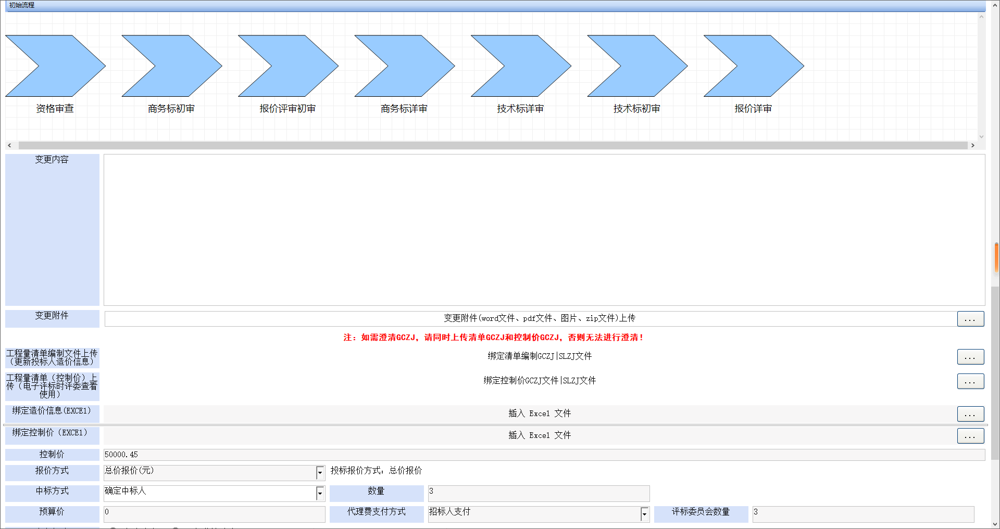 初始流程
资格审查
商务标初审
报价评审初审
商务标详审
技术标详审
技术标初审
报价详审
变更内容
变更附件
变更附件(word文件、pdf文件、图片、zip文件)上传
...
注：如需澄清GCZJ，请同时上传清单GCZJ和控制价GCZJ，否则无法进行澄清！
工程量清单编制文件上传
（更新投标人造价信息）
绑定清单编制GCZJ|SLZJ文件
...
工程量清单（控制价）上
传（电子评标时评委查看
使用）
绑定控制价GCZJ文件|SLZJ文件
...
绑定造价信息(EXCEl)
插入 Excel 文件
...
绑定控制价（EXCEl）
插入 Excel 文件
...
控制价
50000.45
报价方式
总价报价(元)
投标报价方式：总价报价
中标方式
确定中标人
数量
3
预算价
0
代理费支付方式
招标人支付
评标委员会数量
3